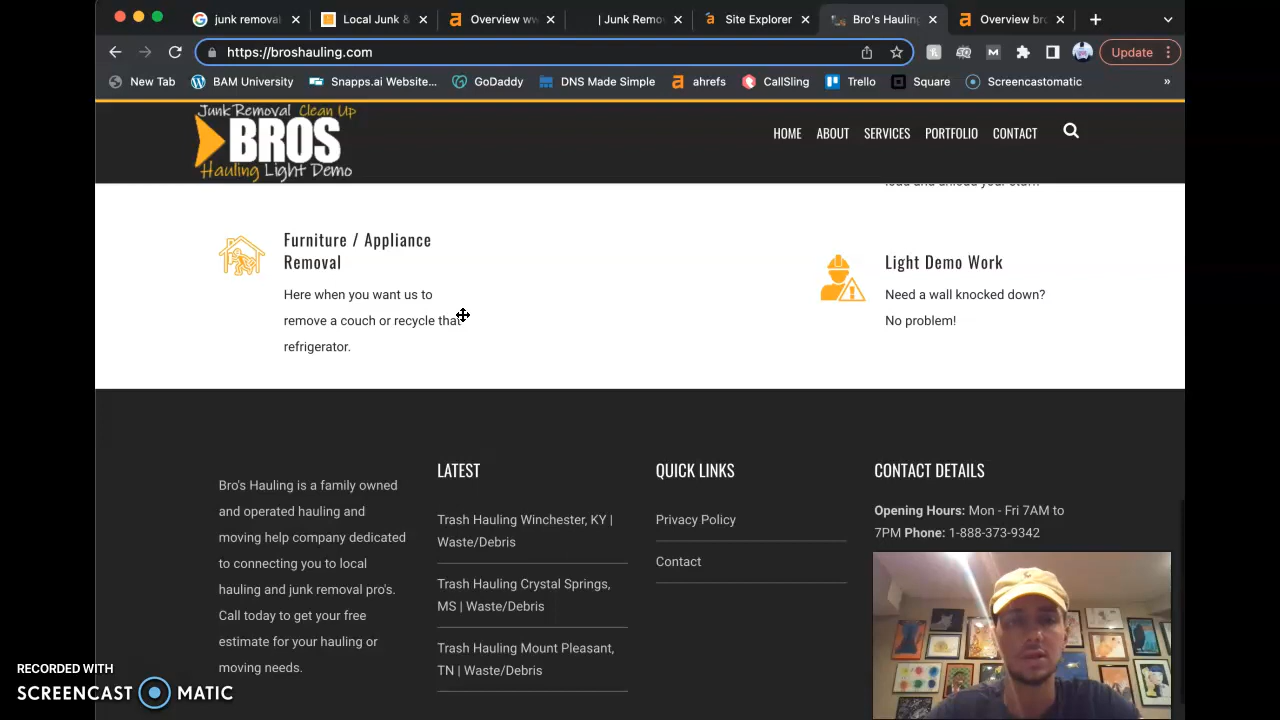 junk removal
Local Junk &
Overview ww
| Junk Remo
Site Explorer
Bro's Hauling
Overview bro
https://broshauling.com
Update
New Tab
BAM University
Snapps.ai Website...
GoDaddy
DNS Made Simple
ahrefs
CallSling
Trello
Square
Screencastomatic
»
Junk Removal Clean Up
BROS
Hauling Light Demo
HOME
ABOUT
SERVICES
PORTFOLIO
CONTACT
load and unload your stuff.
Furniture / Appliance
Removal
Here when you want us to
remove a couch or recycle that
refrigerator.
Light Demo Work
Need a wall knocked down?
No problem!
Bro's Hauling is a family owned
and operated hauling and
moving help company dedicated
to connecting you to local
hauling and junk removal pro's.
Call today to get your free
estimate for your hauling or
moving needs.
LATEST
Trash Hauling Winchester, KY |
Waste/Debris
Trash Hauling Crystal Springs,
MS | Waste/Debris
Trash Hauling Mount Pleasant,
TN | Waste/Debris
QUICK LINKS
Privacy Policy
Contact
CONTACT DETAILS
Opening Hours: Mon - Fri 7AM to
7PM Phone: 1-888-373-9342
RECORDED WITH
SCREENCAST MATIC